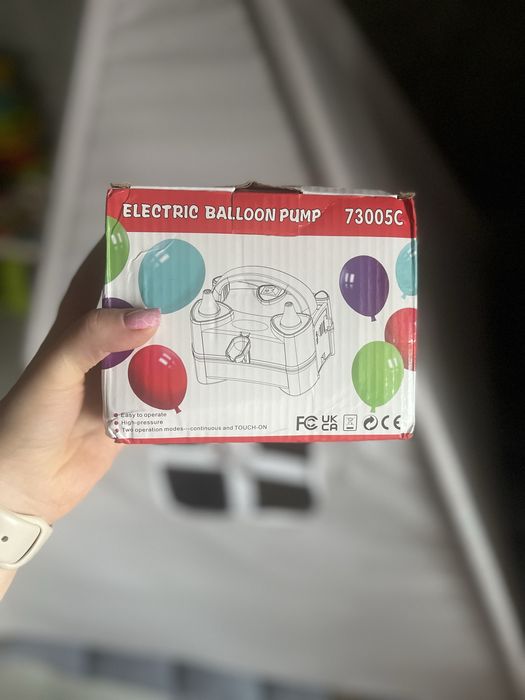 ELECTRIC BALLOON PUMP 73005C
Easy to operate
High-pressure
Two operation modes---continuous and TOUCH-ON
FC UK CA CE